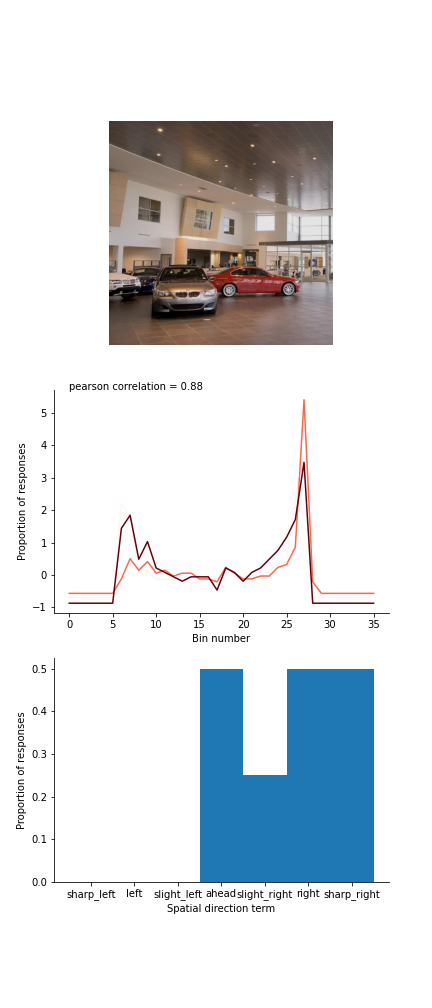 pearson correlation = 0.88
Proportion of responses
5
4
3
2
1
0
−1
0 5 10 15 20 25 30 35
Bin number
Proportion of responses
0.5
0.4
0.3
0.2
0.1
0.0
sharp_left left slight_left ahead slight_right right sharp_right
Spatial direction term